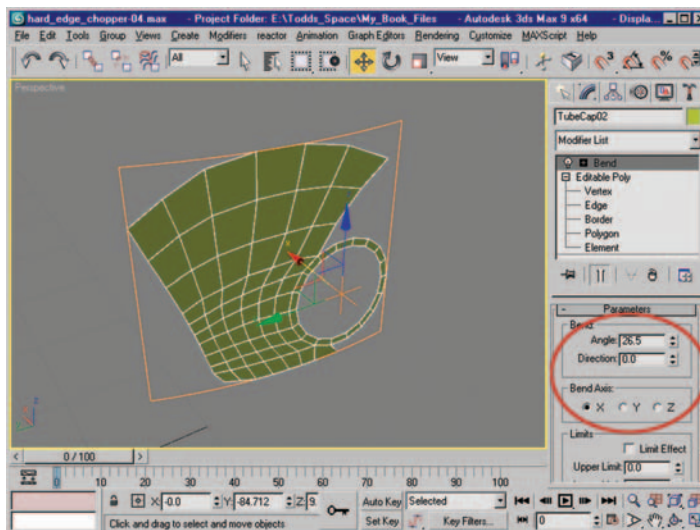 hard_edge_chopper-04.max - Project Folder: E:\Todds_Space\My_Book_Files - Autodesk 3ds Max 9 x64 - Displa...
File Edit Tools Group Views Create Modifiers reactor Animation Graph Editors Rendering Customize MAXScript Help
All
View
Perspective
TubeCap02
Modifier List
Bend
Editable Poly
Vertex
Edge
Border
Polygon
Element
- Parameters
Bend:
Angle: 26.5
Direction: 0.0
Bend Axis:
X Y Z
Limits
Limit Effect
Upper Limit: 0.0
0 / 100
0 10 20 30 40 50 60 70 80 90 100
X: -0.0 Y: -84.712 Z: 9.
Auto Key Selected
Click and drag to select and move objects
Set Key Key Filters...
0